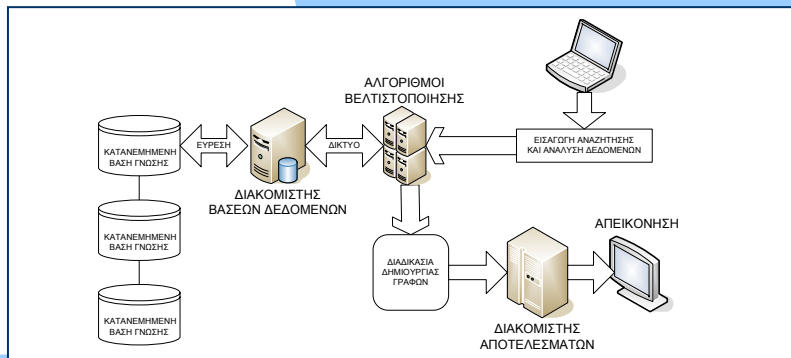 ΑΛΓΟΡΙΘΜΟΙ
ΒΕΛΤΙΣΤΟΠΟΙΗΣΗΣ
ΚΑΤΑΝΕΜΗΜΕΝΗ
ΒΑΣΗ ΓΝΩΣΗΣ
ΕΥΡΕΣΗ
ΔΙΚΤΥΟ
ΕΙΣΑΓΩΓΗ ΑΝΑΖΗΤΗΣΗΣ
ΚΑΙ ΑΝΑΛΥΣΗ ΔΕΔΟΜΕΝΩΝ
ΔΙΑΚΟΜΙΣΤΗΣ
ΒΑΣΕΩΝ ΔΕΔΟΜΕΝΩΝ
ΚΑΤΑΝΕΜΗΜΕΝΗ
ΒΑΣΗ ΓΝΩΣΗΣ
ΑΠΕΙΚΟΝΗΣΗ
ΔΙΑΔΙΚΑΣΙΑ
ΔΗΜΙΟΥΡΓΙΑΣ
ΓΡΑΦΩΝ
ΚΑΤΑΝΕΜΗΜΕΝΗ
ΒΑΣΗ ΓΝΩΣΗΣ
ΔΙΑΚΟΜΙΣΤΗΣ
ΑΠΟΤΕΛΕΣΜΑΤΩΝ